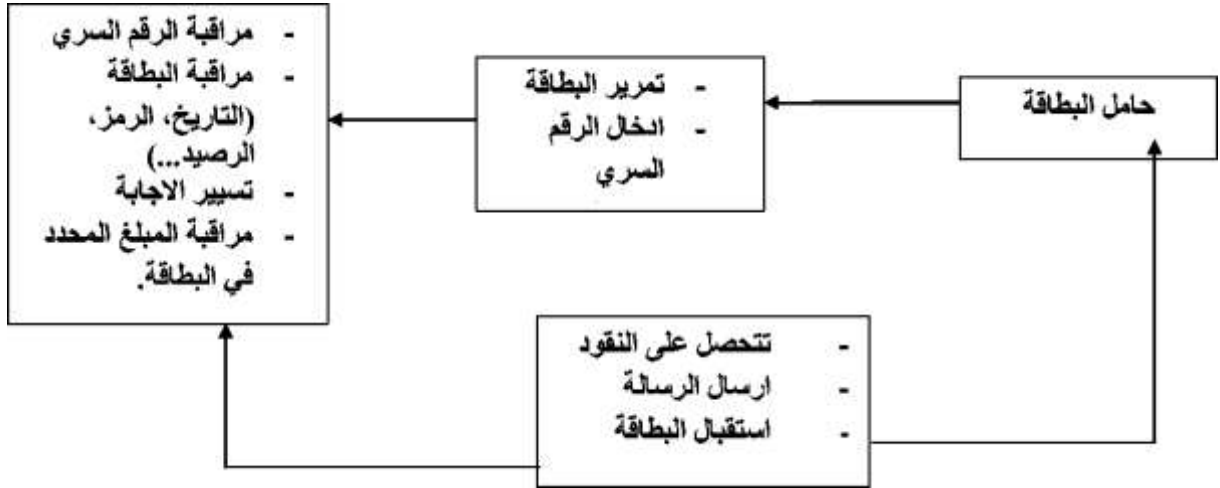 حامل البطاقة
- تمرير البطاقة
- ادخال الرقم
السري
- مراقبة الرقم السري
- مراقبة البطاقة
(التاريخ، الرمز،
الرصيد...)
- تسيير الاجابة
- مراقبة المبلغ المحدد
في البطاقة.
- تتحصل على النقود
- ارسال الرسالة
- استقبال البطاقة